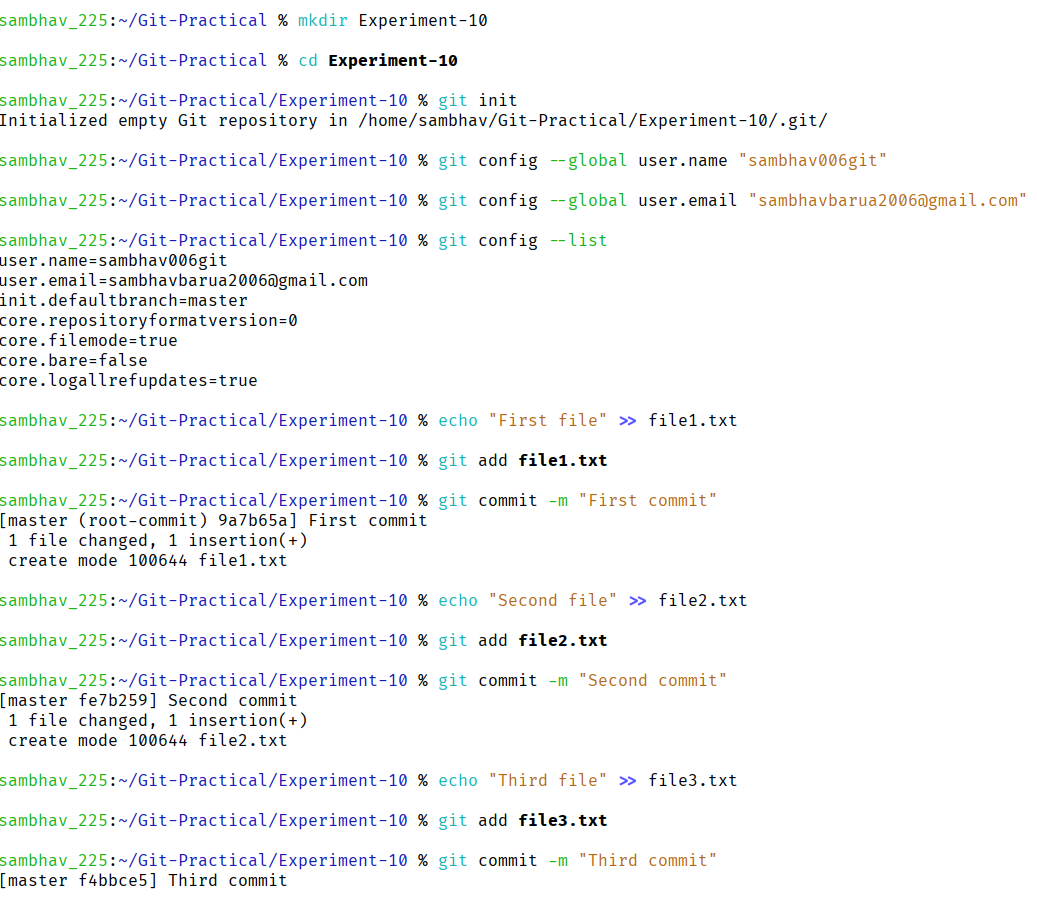 sambhav_225:~/Git-Practical % mkdir Experiment-10
sambhav_225:~/Git-Practical % cd Experiment-10
sambhav_225:~/Git-Practical/Experiment-10 % git init
Initialized empty Git repository in /home/sambhav/Git-Practical/Experiment-10/.git/
sambhav_225:~/Git-Practical/Experiment-10 % git config --global user.name "sambhav006git"
sambhav_225:~/Git-Practical/Experiment-10 % git config --global user.email "sambhavbarua2006@gmail.com"
sambhav_225:~/Git-Practical/Experiment-10 % git config --list
user.name=sambhav006git
user.email=sambhavbarua2006@gmail.com
init.defaultbranch=master
core.repositoryformatversion=0
core.filemode=true
core.bare=false
core.logallrefupdates=true
sambhav_225:~/Git-Practical/Experiment-10 % echo "First file" >> file1.txt
sambhav_225:~/Git-Practical/Experiment-10 % git add file1.txt
sambhav_225:~/Git-Practical/Experiment-10 % git commit -m "First commit"
[master (root-commit) 9a7b65a] First commit
 1 file changed, 1 insertion(+)
 create mode 100644 file1.txt
sambhav_225:~/Git-Practical/Experiment-10 % echo "Second file" >> file2.txt
sambhav_225:~/Git-Practical/Experiment-10 % git add file2.txt
sambhav_225:~/Git-Practical/Experiment-10 % git commit -m "Second commit"
[master fe7b259] Second commit
 1 file changed, 1 insertion(+)
 create mode 100644 file2.txt
sambhav_225:~/Git-Practical/Experiment-10 % echo "Third file" >> file3.txt
sambhav_225:~/Git-Practical/Experiment-10 % git add file3.txt
sambhav_225:~/Git-Practical/Experiment-10 % git commit -m "Third commit"
[master f4bbce5] Third commit